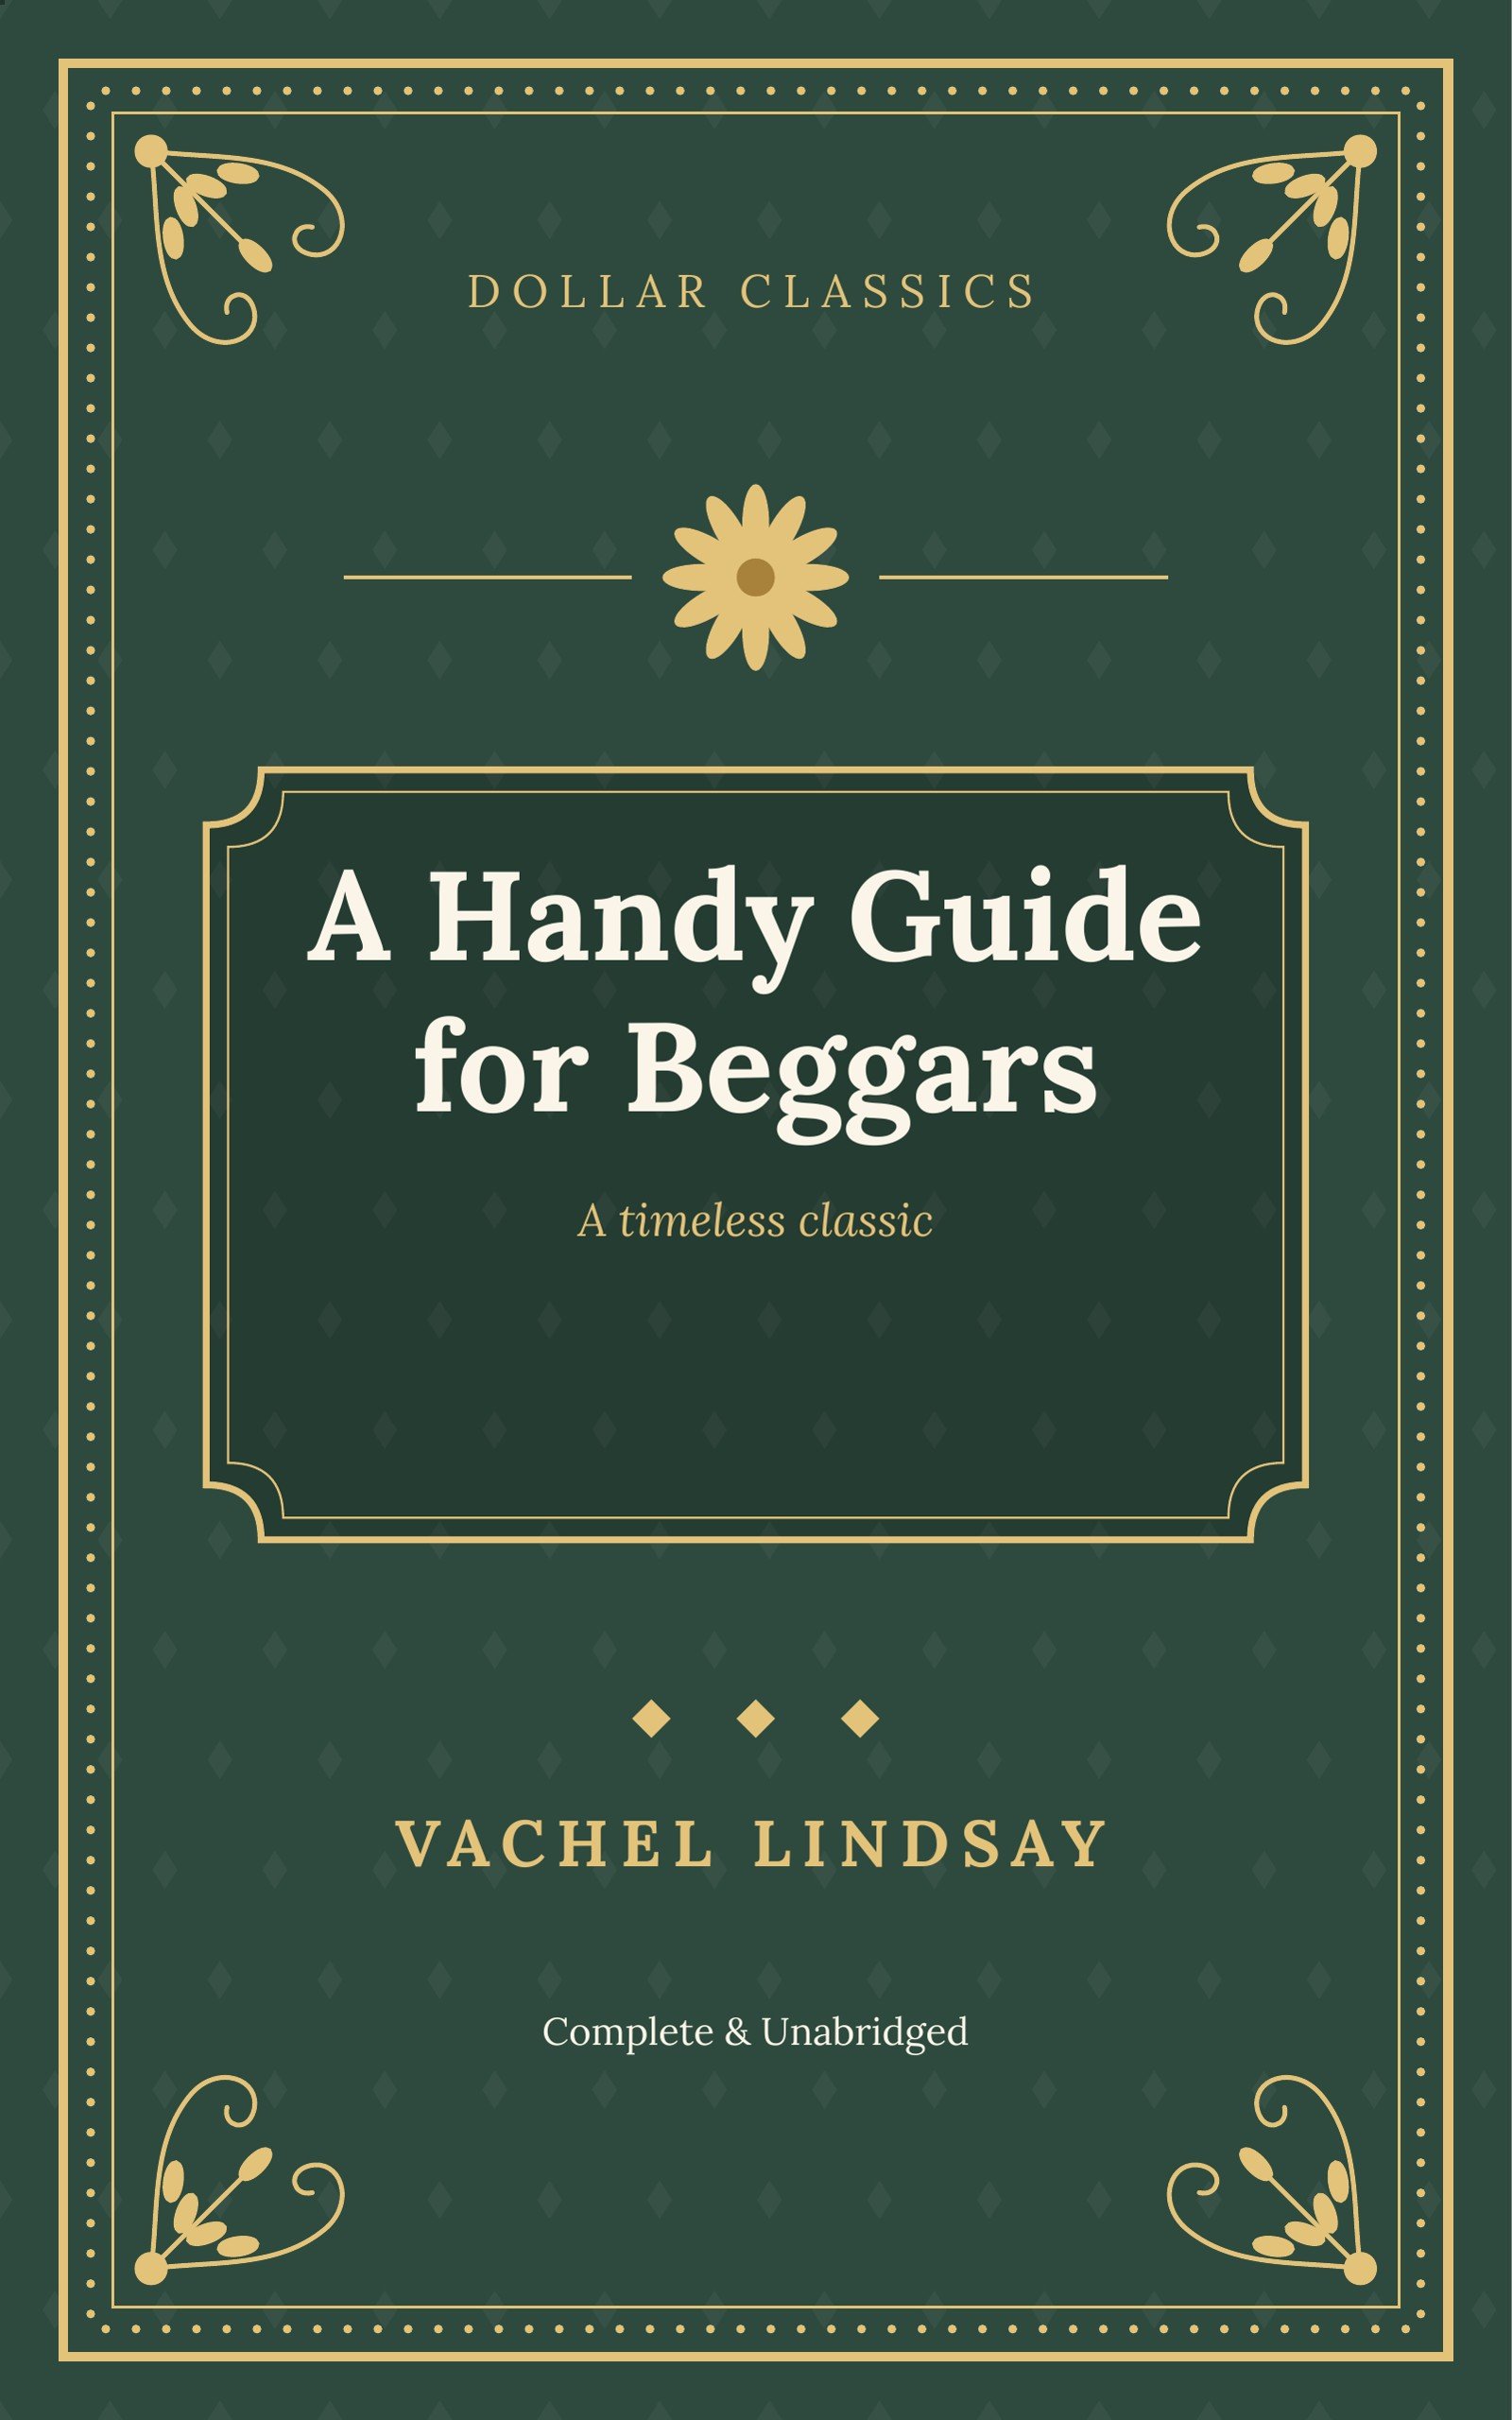 DOLLAR CLASSICS
A Handy Guide
for Beggars
A timeless classic
VACHEL LINDSAY
Complete & Unabridged